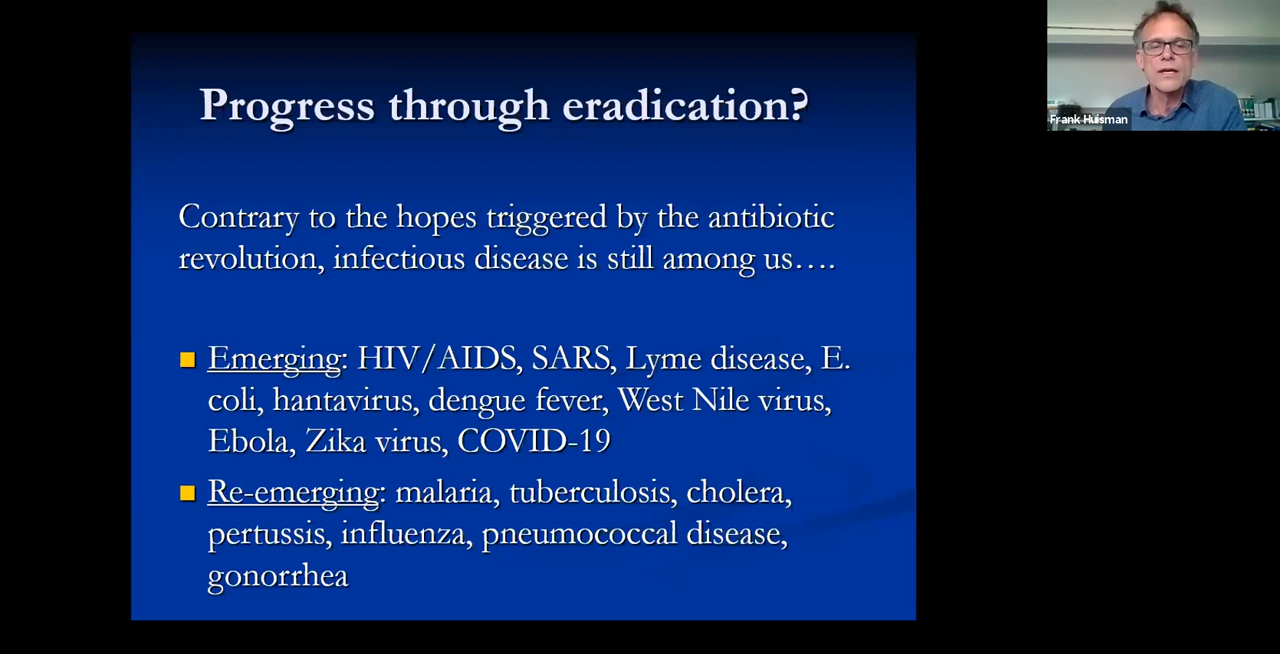 Progress through eradication?
Contrary to the hopes triggered by the antibiotic
revolution, infectious disease is still among us….
Emerging: HIV/AIDS, SARS, Lyme disease, E.
coli, hantavirus, dengue fever, West Nile virus,
Ebola, Zika virus, COVID-19
Re-emerging: malaria, tuberculosis, cholera,
pertussis, influenza, pneumococcal disease,
gonorrhea
Frank Huisman